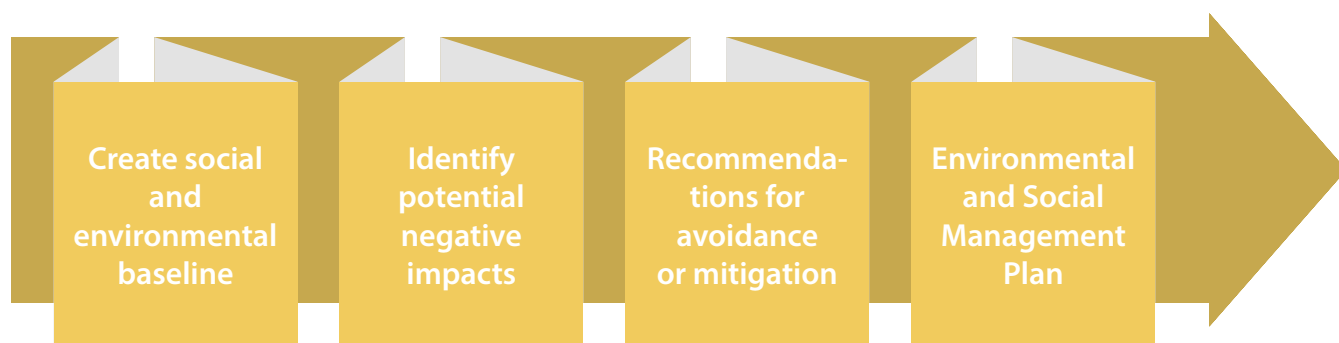 Create social
and
environmental
baseline
Identify
potential
negative
impacts
Recommenda-
tions for
avoidance
or mitigation
Environmental
and Social
Management
Plan